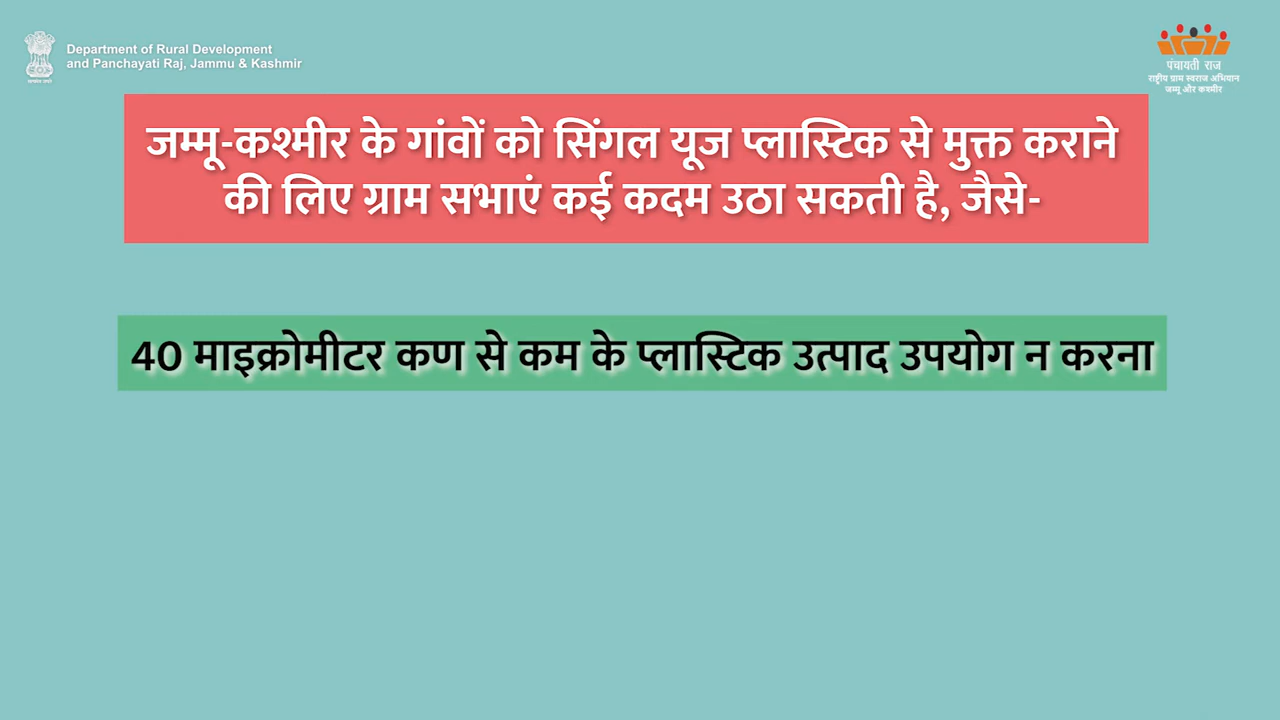 Department of Rural Development
and Panchayati Raj, Jammu & Kashmir
पंचायती राज
राष्ट्रीय ग्राम स्वराज अभियान
जम्मू और कश्मीर
जम्मू-कश्मीर के गांवों को सिंगल यूज प्लास्टिक से मुक्त कराने
की लिए ग्राम सभाएं कई कदम उठा सकती है, जैसे-
40 माइक्रोमीटर कण से कम के प्लास्टिक उत्पाद उपयोग न करना